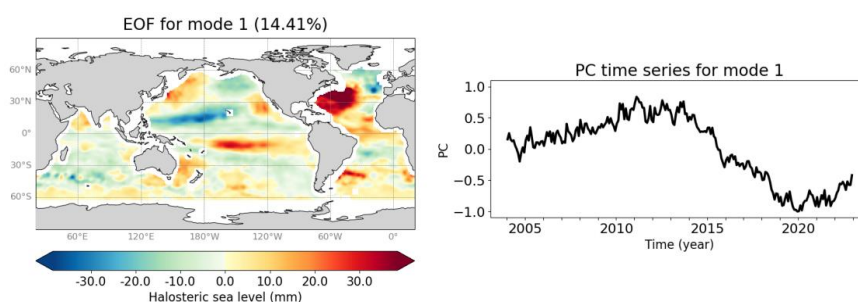 EOF for mode 1 (14.41%)
60°N
30°N
0°
30°S
60°S
60°E 120°E 180°W 120°W 60°W 0°
-30.0 -20.0 -10.0 0.0 10.0 20.0 30.0
Halosteric sea level (mm)
PC time series for mode 1
PC
1.0
0.5
0.0
−0.5
−1.0
2005 2010 2015 2020
Time (year)